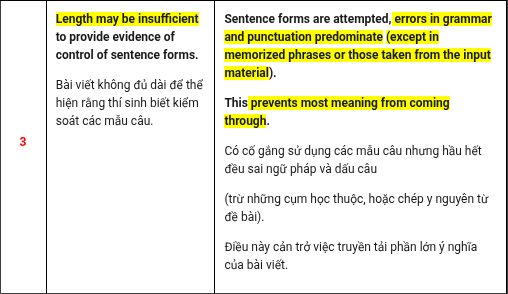 3
Length may be insufficient
to provide evidence of
control of sentence forms.
Bài viết không đủ dài để thể
hiện rằng thí sinh biết kiểm
soát các mẫu câu.
Sentence forms are attempted, errors in grammar
and punctuation predominate (except in
memorized phrases or those taken from the input
material).
This prevents most meaning from coming
through.
Có cố gắng sử dụng các mẫu câu nhưng hầu hết
đều sai ngữ pháp và dấu câu
(trừ những cụm học thuộc, hoặc chép y nguyên từ
đề bài).
Điều này cản trở việc truyền tải phần lớn ý nghĩa
của bài viết.